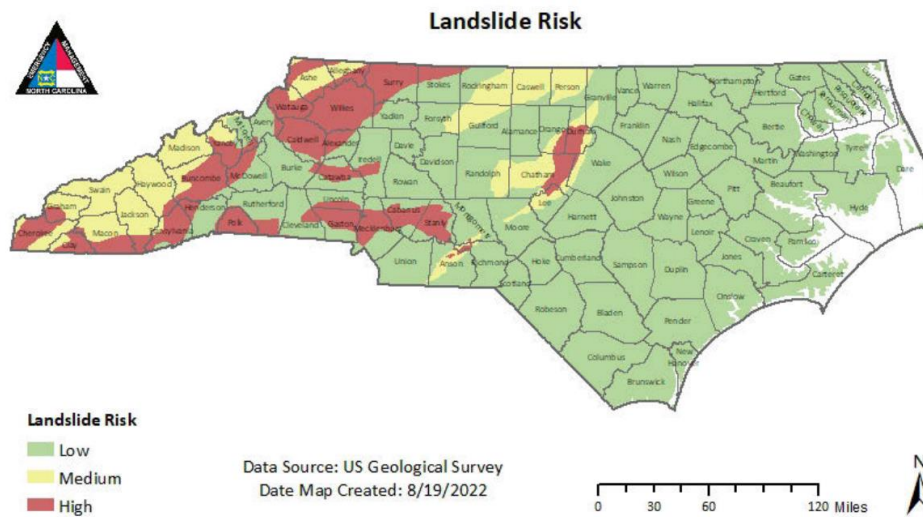 Landslide Risk
EMERGENCY
MANAGEMENT
NORTH CAROLINA
Ashe
Alleghany
Surry
Stokes
Rockingham
Caswell
Person
Granville
Vance
Warren
Northampton
Gates
Hertford
Halifax
Watauga
Wilkes
Yadkin
Forsyth
Guilford
Alamance
Orange
Durham
Franklin
Nash
Edgecombe
Bertie
Chowan
Avery
Caldwell
Alexander
Iredell
Davie
Davidson
Randolph
Chatham
Wake
Wilson
Martin
Washington
Tyrrell
Dare
Madison
Yancey
Buncombe
McDowell
Burke
Catawba
Rowan
Lee
Johnston
Greene
Pitt
Beaufort
Hyde
Swain
Haywood
Graham
Jackson
Henderson
Rutherford
Lincoln
Cabarrus
Stanly
Montgomery
Moore
Harnett
Wayne
Lenoir
Craven
Pamlico
Cherokee
Clay
Macon
Transylvania
Polk
Cleveland
Gaston
Mecklenburg
Union
Anson
Richmond
Hoke
Cumberland
Sampson
Duplin
Jones
Carteret
Scotland
Robeson
Bladen
Onslow
Pender
Columbus
New
Hanover
Brunswick
Landslide Risk
Low
Medium
High
Data Source: US Geological Survey
Date Map Created: 8/19/2022
N
0 30 60 120 Miles